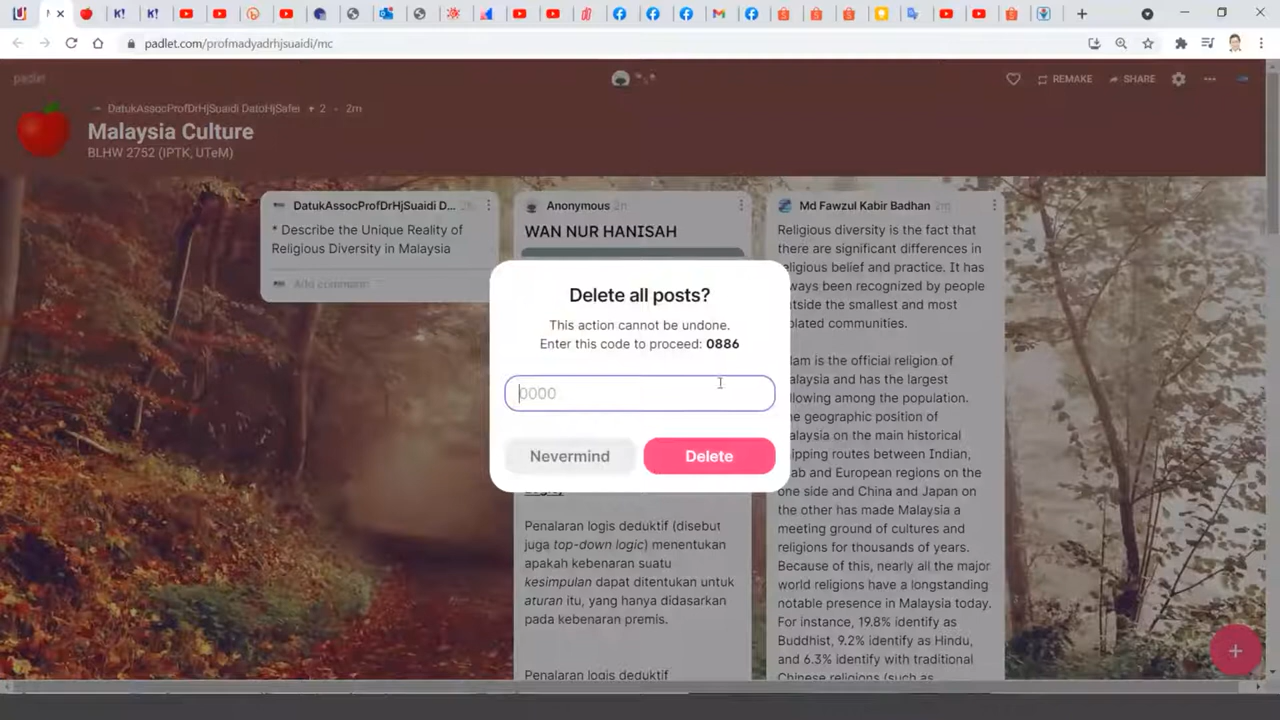 padlet.com/profmadyadrhjsuaidi/mc
padlet
REMAKE
SHARE
DatukAssocProfDrHjSuaidi DatoHjSafei + 2 · 2m
Malaysia Culture
BLHW 2752 (IPTK, UTeM)
DatukAssocProfDrHjSuaidi D...
* Describe the Unique Reality of
Religious Diversity in Malaysia
Add comment
Anonymous
WAN NUR HANISAH
Penalaran logis deduktif (disebut
juga top-down logic) menentukan
apakah kebenaran suatu
kesimpulan dapat ditentukan untuk
aturan itu, yang hanya didasarkan
pada kebenaran premis.
Penalaran logis deduktif
Md Fawzul Kabir Badhan 2m
Religious diversity is the fact that
there are significant differences in
religious belief and practice. It has
always been recognized by people
outside the smallest and most
isolated communities.
is the official religion of
Malaysia and has the largest
following among the population.
The geographic position of
Malaysia on the main historical
shipping routes between Indian,
Arab and European regions on the
one side and China and Japan on
the other has made Malaysia a
meeting ground of cultures and
religions for thousands of years.
Because of this, nearly all the major
world religions have a longstanding
notable presence in Malaysia today.
For instance, 19.8% identify as
Buddhist, 9.2% identify as Hindu,
and 6.3% identify with traditional
Chinese religions (such as
Delete all posts?
This action cannot be undone.
Enter this code to proceed: 0886
0000
Nevermind
Delete